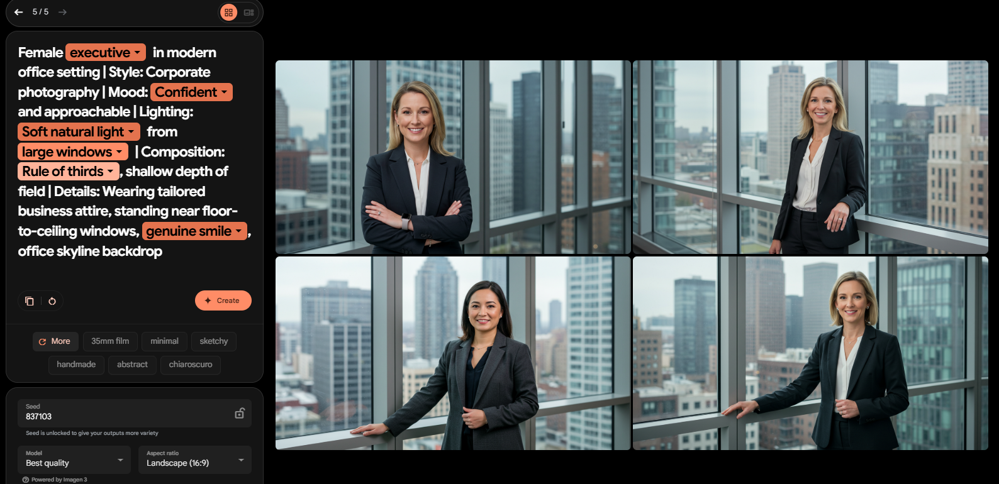 5 / 5
Female executive in modern
office setting | Style: Corporate
photography | Mood: Confident
and approachable | Lighting:
Soft natural light from
large windows | Composition:
Rule of thirds, shallow depth of
field | Details: Wearing tailored
business attire, standing near floor-
to-ceiling windows, genuine smile,
office skyline backdrop
Create
More 35mm film minimal sketchy
handmade abstract chiaroscuro
Seed
837103
Seed is unlocked to give your outputs more variety
Model Aspect ratio
Best quality Landscape (16:9)
Powered by Imagen 3